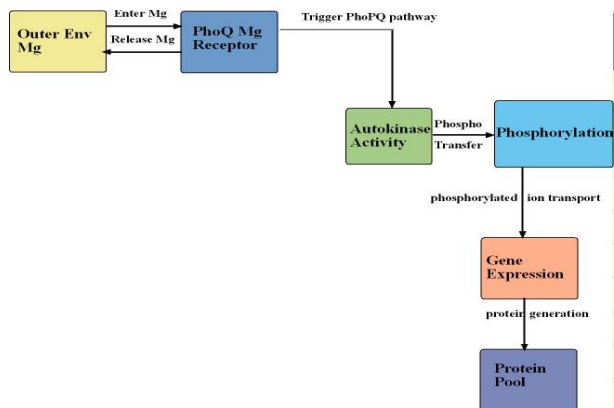 Enter Mg
Outer Env
Mg
Release Mg
PhoQ Mg
Receptor
Trigger PhoPQ pathway
Autokinase
Activity
Phospho
Transfer
Phosphorylation
phosphorylated ion transport
Gene
Expression
protein generation
Protein
Pool